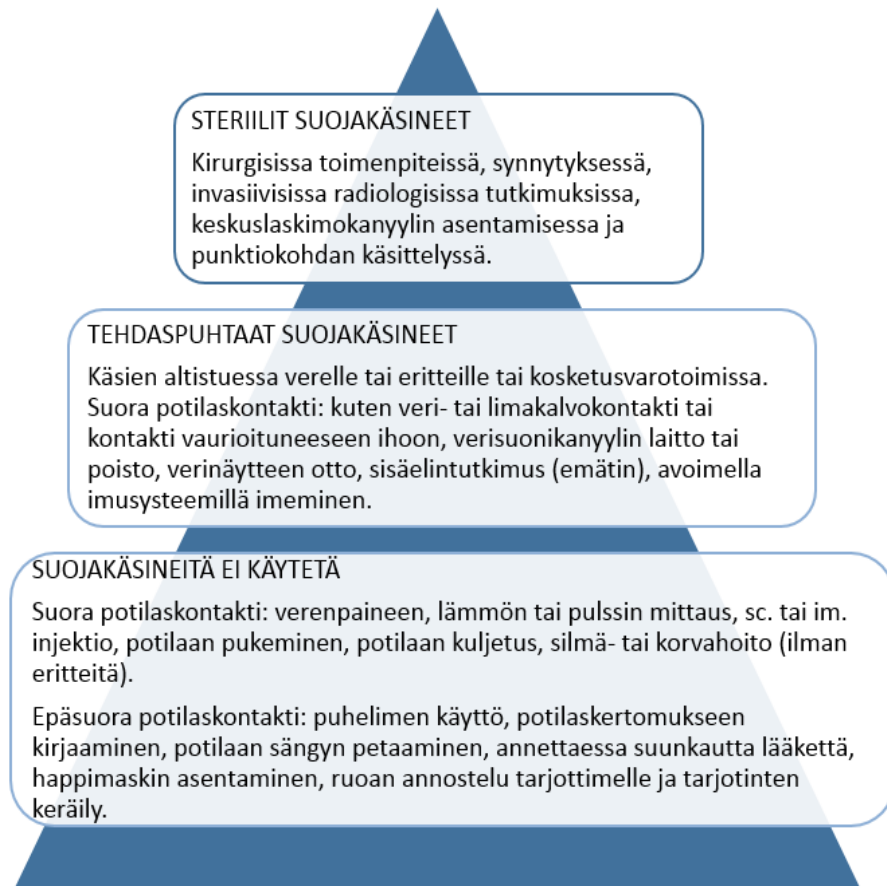 STERIILIT SUOJAKÄSINEET
Kirurgisissa toimenpiteissä, synnytyksessä,
invasiivisissa radiologisissa tutkimuksissa,
keskuslaskimokanyylin asentamisessa ja
punktiokohdan käsittelyssä.
TEHDASPUHTAAT SUOJAKÄSINEET
Käsien altistuessa verelle tai eritteille tai kosketusvarotoimissa.
Suora potilaskontakti: kuten veri- tai limakalvokontakti tai
kontakti vaurioituneeseen ihoon, verisuonikanyylin laitto tai
poisto, verinäytteen otto, sisäelintutkimus (emätin), avoimella
imusysteemillä imeminen.
SUOJAKÄSINEITÄ EI KÄYTETÄ
Suora potilaskontakti: verenpaineen, lämmön tai pulssin mittaus, sc. tai im.
injektio, potilaan pukeminen, potilaan kuljetus, silmä- tai korvahoito (ilman
eritteitä).
Epäsuora potilaskontakti: puhelimen käyttö, potilaskertomukseen
kirjaaminen, potilaan sängyn petaaminen, annettaessa suunkautta lääkettä,
happimaskin asentaminen, ruoan annostelu tarjottimelle ja tarjotinten
keräily.